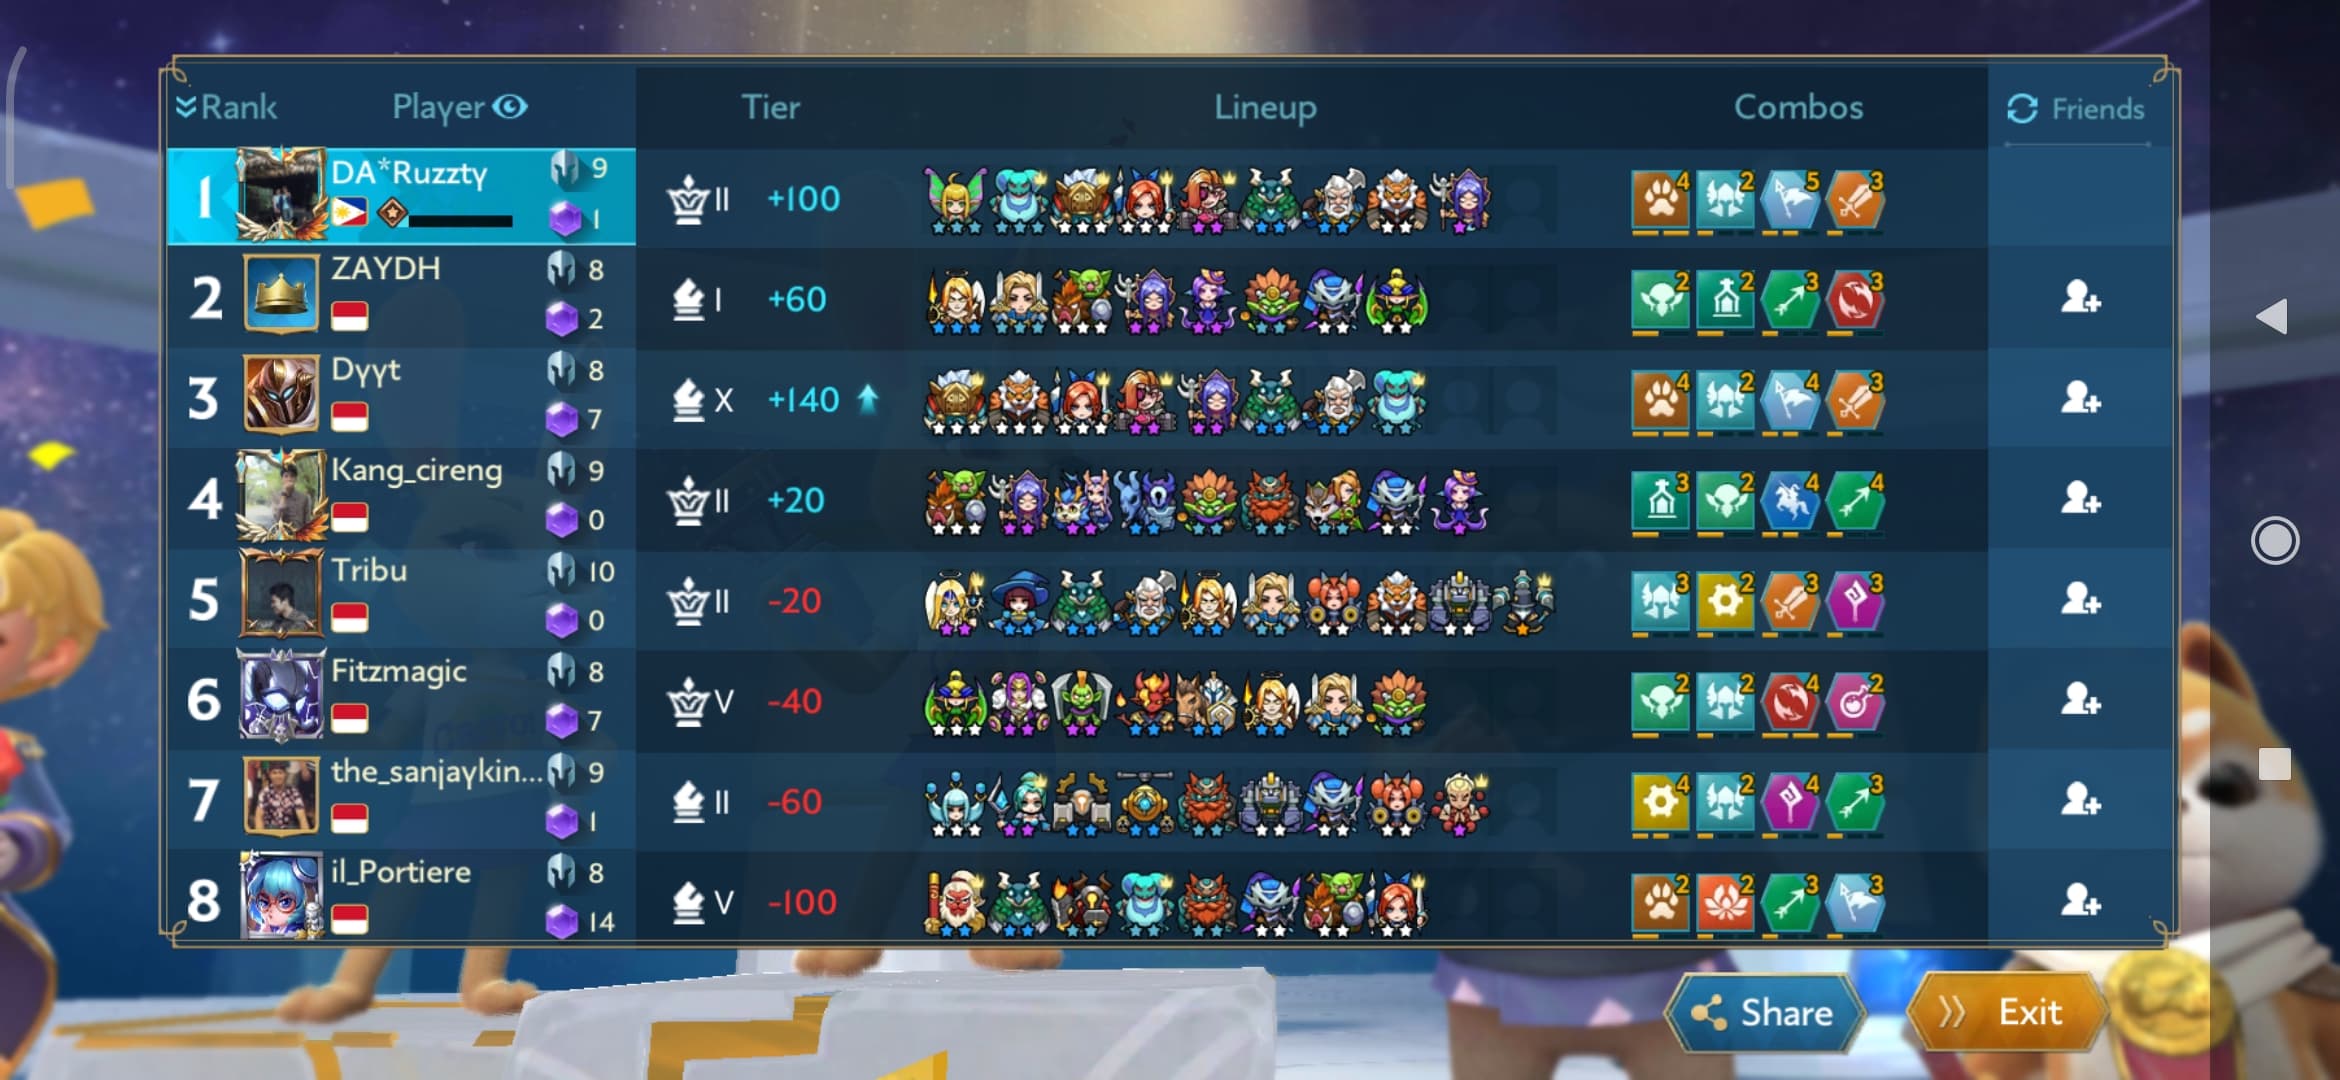 Rank Player Tier Lineup Combos Friends
1 DA*Ruzzty 9 1 II +100 4 2 5 3
2 ZAYDH 8 2 I +60 2 2 3 3
3 Dyyt 8 7 X +140 4 2 4 3
4 Kang_cireng 9 0 II +20 3 2 4 4
5 Tribu 10 0 II -20 3 2 3 3
6 Fitzmagic 8 7 V -40 2 2 4 2
7 the_sanjaykin... 9 1 II -60 4 2 4 3
8 il_Portiere 8 14 V -100 2 2 3 3
Share Exit